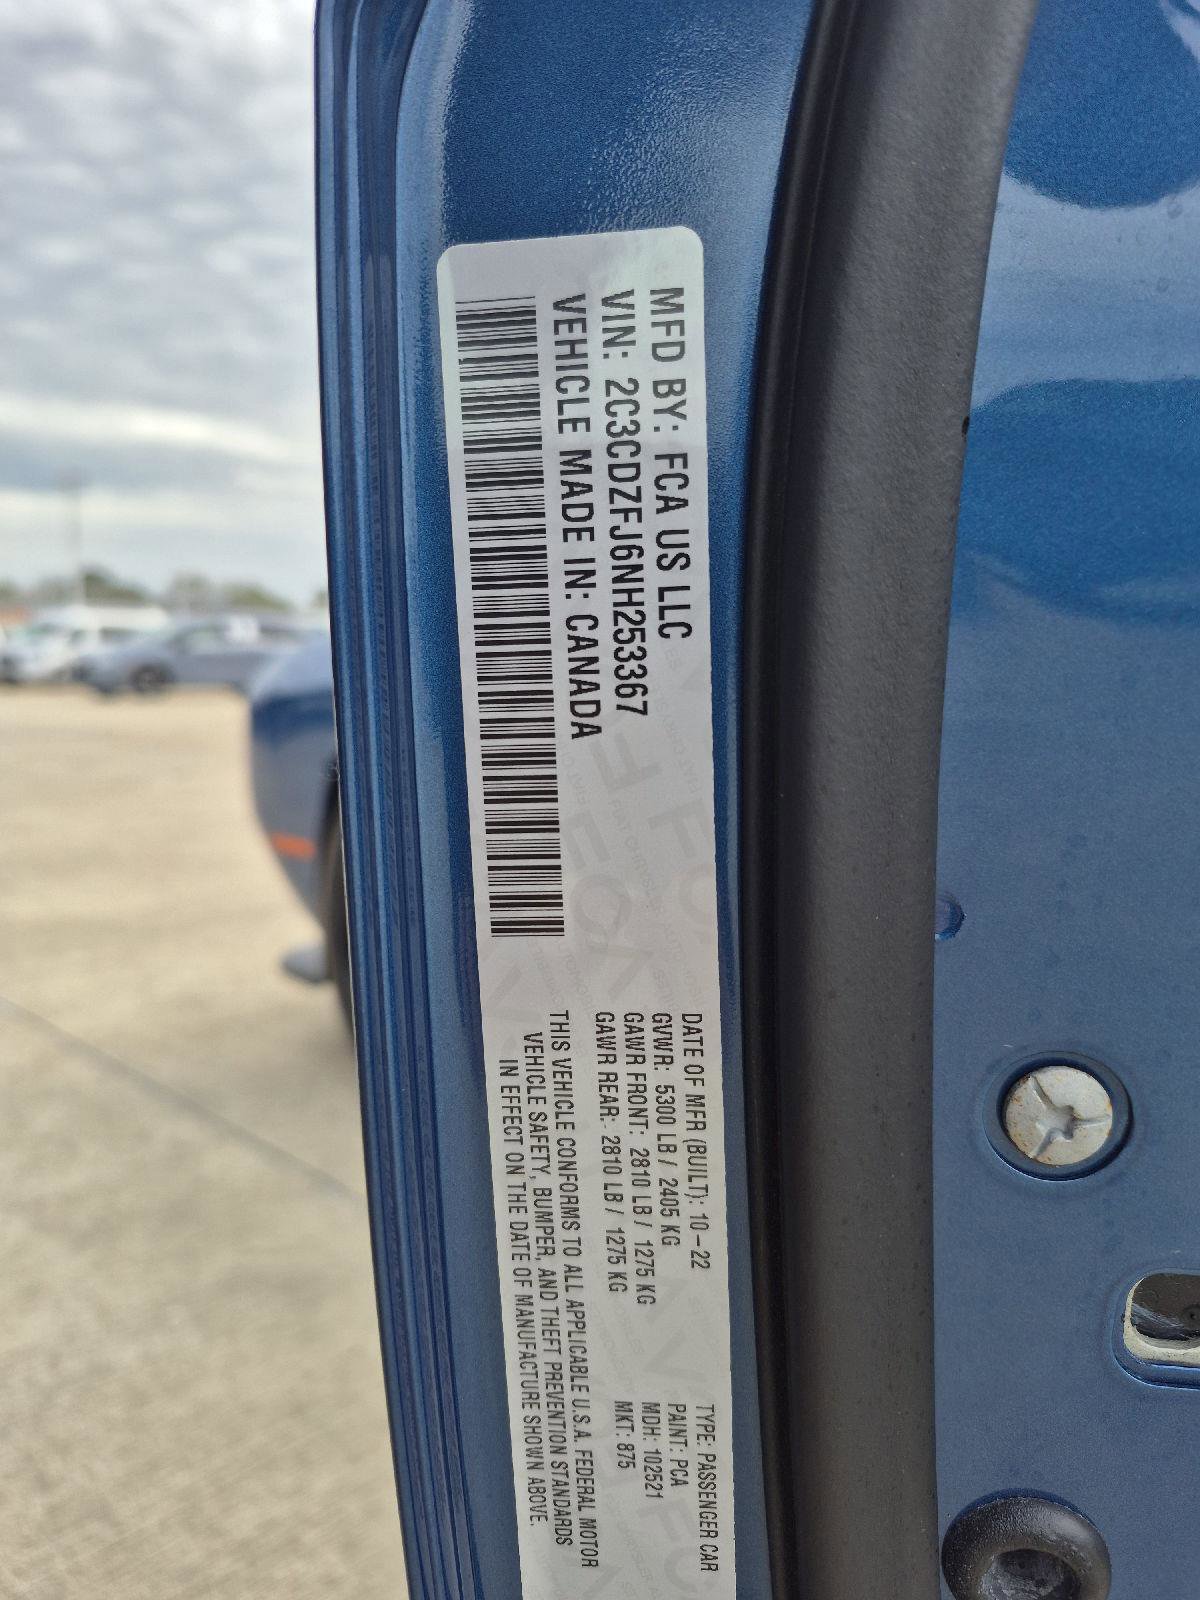 MFD BY: FCA US LLC
VIN: 2C3CDZFJ6NH253367
VEHICLE MADE IN: CANADA
DATE OF MFR (BUILT): 10-22
GVWR: 5300 LB / 2405 KG
GAWR FRONT: 2810 LB / 1275 KG
GAWR REAR: 2810 LB / 1275 KG
THIS VEHICLE CONFORMS TO ALL APPLICABLE U.S.A. FEDERAL MOTOR
VEHICLE SAFETY, BUMPER, AND THEFT PREVENTION STANDARDS
IN EFFECT ON THE DATE OF MANUFACTURE SHOWN ABOVE.
TYPE: PASSENGER CAR
PAINT: PCA
MDH: 102521
MKT: 875